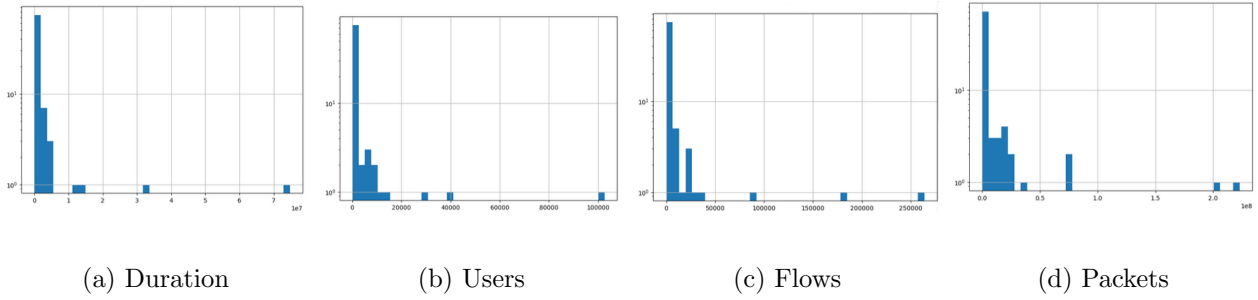 10¹ 10⁰ 0 1 2 3 4 5 6 7 1e7
10¹ 10⁰ 0 20000 40000 60000 80000 100000
10¹ 10⁰ 0 50000 100000 150000 200000 250000
10¹ 10⁰ 0.0 0.5 1.0 1.5 2.0 1e8
(a) Duration
(b) Users
(c) Flows
(d) Packets